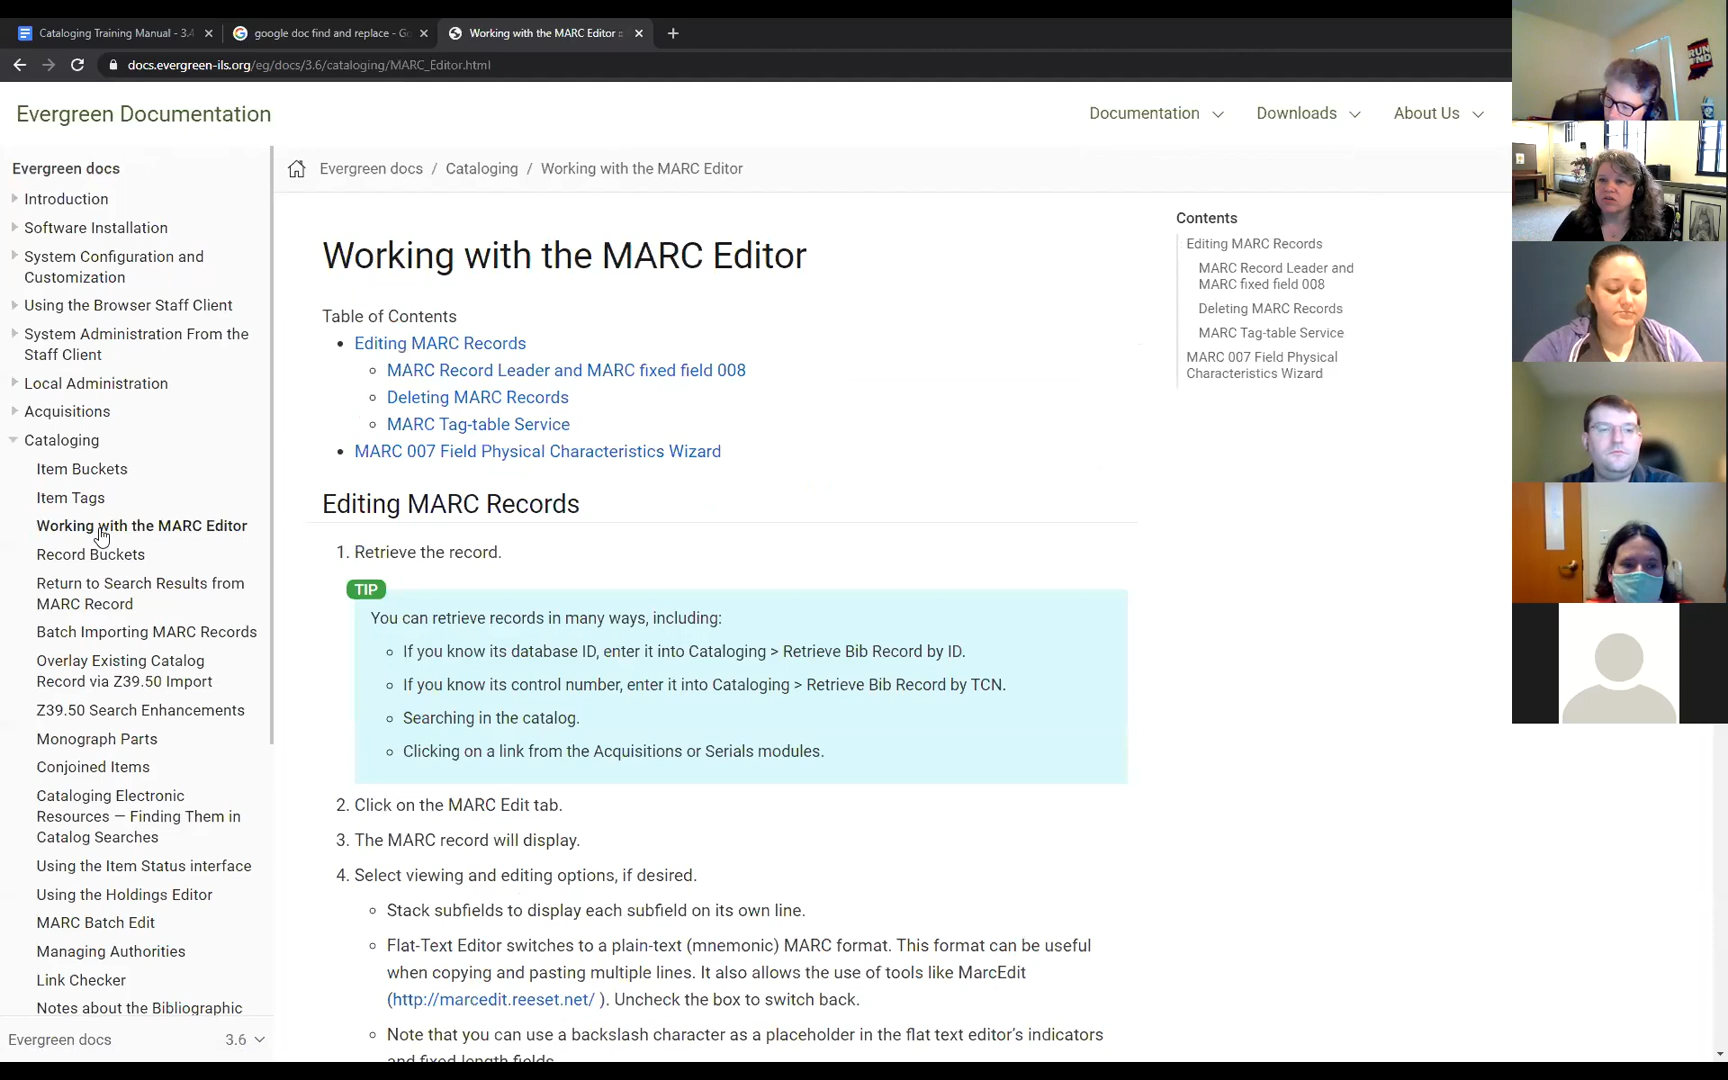 Cataloging Training Manual - 3.4
google doc find and replace - Go
Working with the MARC Editor :
docs.evergreen-ils.org/eg/docs/3.6/cataloging/MARC_Editor.html
Evergreen Documentation
Documentation
Downloads
About Us
Evergreen docs
Introduction
Software Installation
System Configuration and
Customization
Using the Browser Staff Client
System Administration From the
Staff Client
Local Administration
Acquisitions
Cataloging
Item Buckets
Item Tags
Working with the MARC Editor
Record Buckets
Return to Search Results from
MARC Record
Batch Importing MARC Records
Overlay Existing Catalog
Record via Z39.50 Import
Z39.50 Search Enhancements
Monograph Parts
Conjoined Items
Cataloging Electronic
Resources — Finding Them in
Catalog Searches
Using the Item Status interface
Using the Holdings Editor
MARC Batch Edit
Managing Authorities
Link Checker
Notes about the Bibliographic
Evergreen docs 3.6
Evergreen docs / Cataloging / Working with the MARC Editor
Working with the MARC Editor
Table of Contents
• Editing MARC Records
◦ MARC Record Leader and MARC fixed field 008
◦ Deleting MARC Records
◦ MARC Tag-table Service
• MARC 007 Field Physical Characteristics Wizard
Editing MARC Records
1. Retrieve the record.
TIP
You can retrieve records in many ways, including:
◦ If you know its database ID, enter it into Cataloging > Retrieve Bib Record by ID.
◦ If you know its control number, enter it into Cataloging > Retrieve Bib Record by TCN.
◦ Searching in the catalog.
◦ Clicking on a link from the Acquisitions or Serials modules.
2. Click on the MARC Edit tab.
3. The MARC record will display.
4. Select viewing and editing options, if desired.
◦ Stack subfields to display each subfield on its own line.
◦ Flat-Text Editor switches to a plain-text (mnemonic) MARC format. This format can be useful
when copying and pasting multiple lines. It also allows the use of tools like MarcEdit
(http://marcedit.reeset.net/ ). Uncheck the box to switch back.
◦ Note that you can use a backslash character as a placeholder in the flat text editor's indicators
and fixed length fields.
Contents
Editing MARC Records
MARC Record Leader and
MARC fixed field 008
Deleting MARC Records
MARC Tag-table Service
MARC 007 Field Physical
Characteristics Wizard
RUN